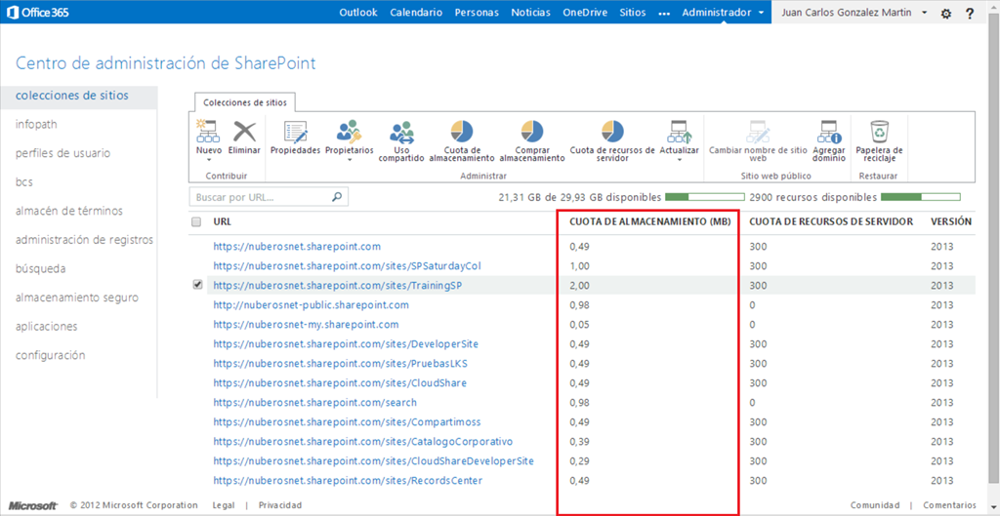 Office 365 Outlook Calendario Personas Noticias OneDrive Sitios ••• Administrador Juan Carlos Gonzalez Martin ?
Centro de administración de SharePoint
colecciones de sitios
infopath
perfiles de usuario
bcs
almacén de términos
administración de registros
búsqueda
almacenamiento seguro
aplicaciones
configuración
Colecciones de sitios
Nuevo Eliminar
Contribuir
Propiedades Propietarios Uso compartido Cuota de almacenamiento Comprar almacenamiento Cuota de recursos de servidor Actualizar
Administrar
Cambiar nombre de sitio web Agregar dominio
Sitio web público
Papelera de reciclaje
Restaurar
Buscar por URL... 21,31 GB de 29,93 GB disponibles 2900 recursos disponibles
URL CUOTA DE ALMACENAMIENTO (MB) CUOTA DE RECURSOS DE SERVIDOR VERSIÓN
https://nuberosnet.sharepoint.com 0,49 300 2013
https://nuberosnet.sharepoint.com/sites/SPSaturdayCol 1,00 300 2013
https://nuberosnet.sharepoint.com/sites/TrainingSP 2,00 300 2013
http://nuberosnet-public.sharepoint.com 0,98 0 2013
https://nuberosnet-my.sharepoint.com 0,05 0 2013
https://nuberosnet.sharepoint.com/sites/DeveloperSite 0,49 300 2013
https://nuberosnet.sharepoint.com/sites/PruebasLKS 0,49 300 2013
https://nuberosnet.sharepoint.com/sites/CloudShare 0,49 300 2013
https://nuberosnet.sharepoint.com/search 0,98 0 2013
https://nuberosnet.sharepoint.com/sites/Compartimoss 0,49 300 2013
https://nuberosnet.sharepoint.com/sites/CatalogoCorporativo 0,39 300 2013
https://nuberosnet.sharepoint.com/sites/CloudShareDeveloperSite 0,29 300 2013
https://nuberosnet.sharepoint.com/sites/RecordsCenter 0,49 300 2013
Microsoft © 2012 Microsoft Corporation Legal | Privacidad Comunidad | Comentarios